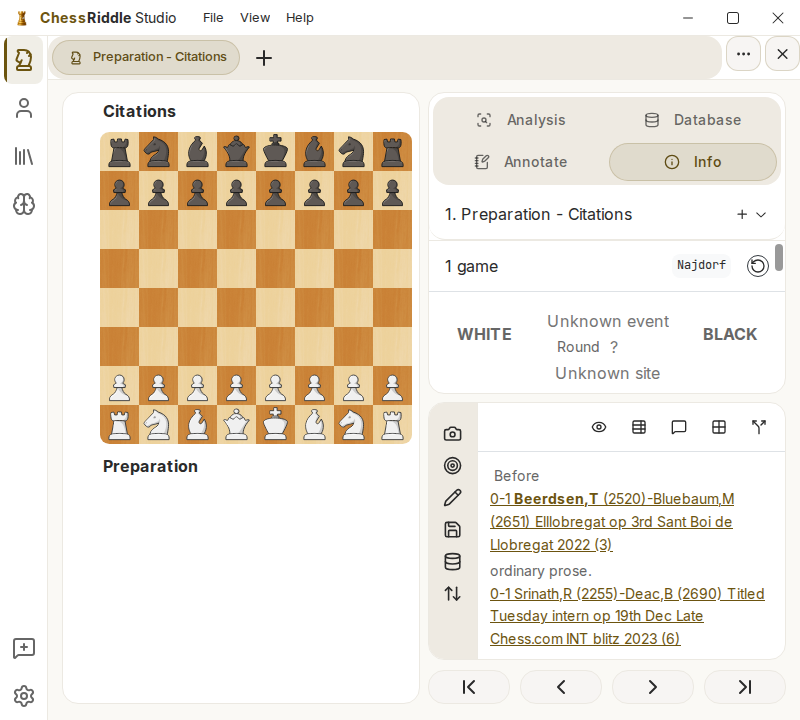 ChessRiddle Studio File View Help
Preparation - Citations
Citations
Analysis Database
Annotate Info
1. Preparation - Citations
1 game Najdorf
WHITE Unknown event BLACK
Round ?
Unknown site
Preparation
Before
0-1 Beerdsen,T (2520)-Bluebaum,M
(2651) Elllobregat op 3rd Sant Boi de
Llobregat 2022 (3)
ordinary prose.
0-1 Srinath,R (2255)-Deac,B (2690) Titled
Tuesday intern op 19th Dec Late
Chess.com INT blitz 2023 (6)